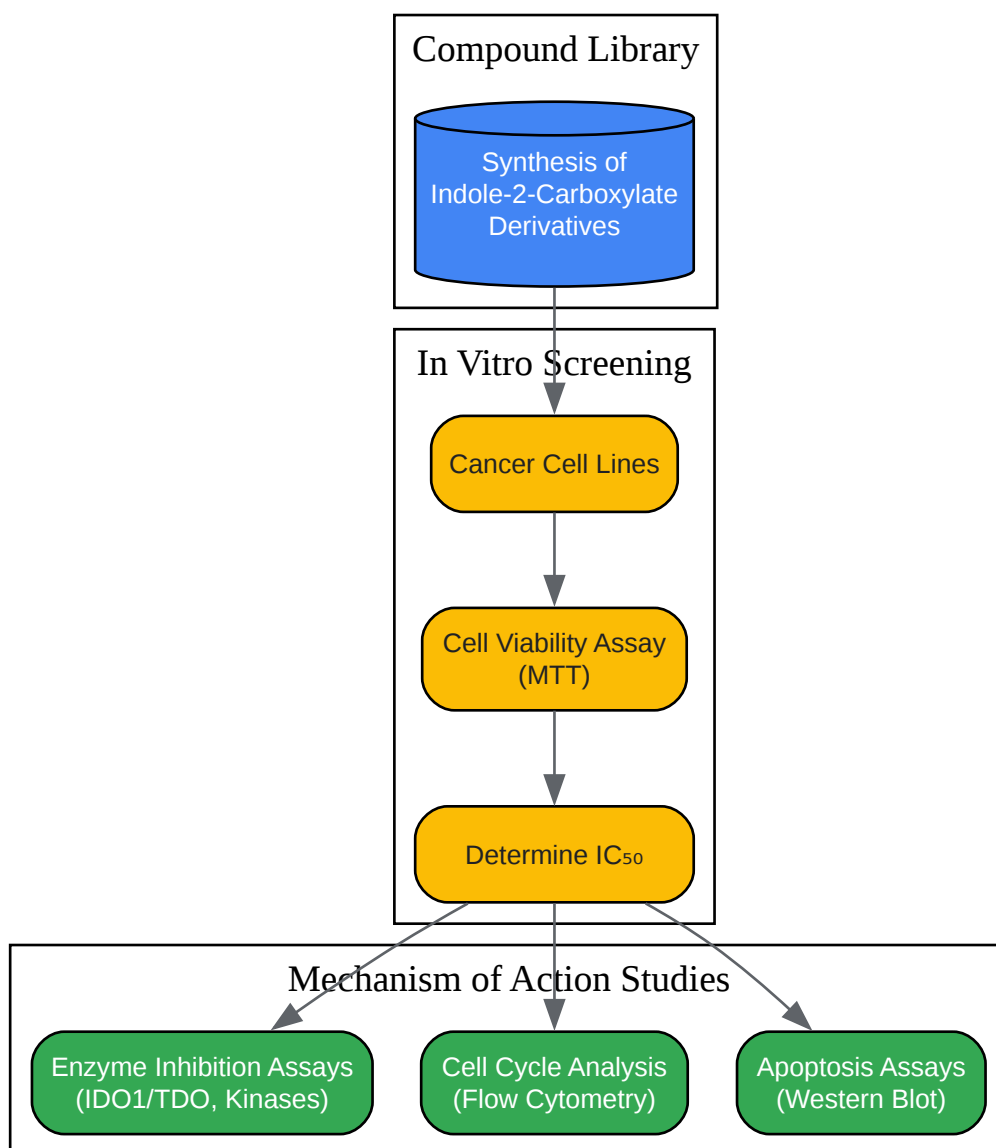 Compound Library
Synthesis of
Indole-2-Carboxylate
Derivatives
In Vitro Screening
Cancer Cell Lines
Cell Viability Assay
(MTT)
Determine IC₅₀
Mechanism of Action Studies
Enzyme Inhibition Assays
(IDO1/TDO, Kinases)
Cell Cycle Analysis
(Flow Cytometry)
Apoptosis Assays
(Western Blot)